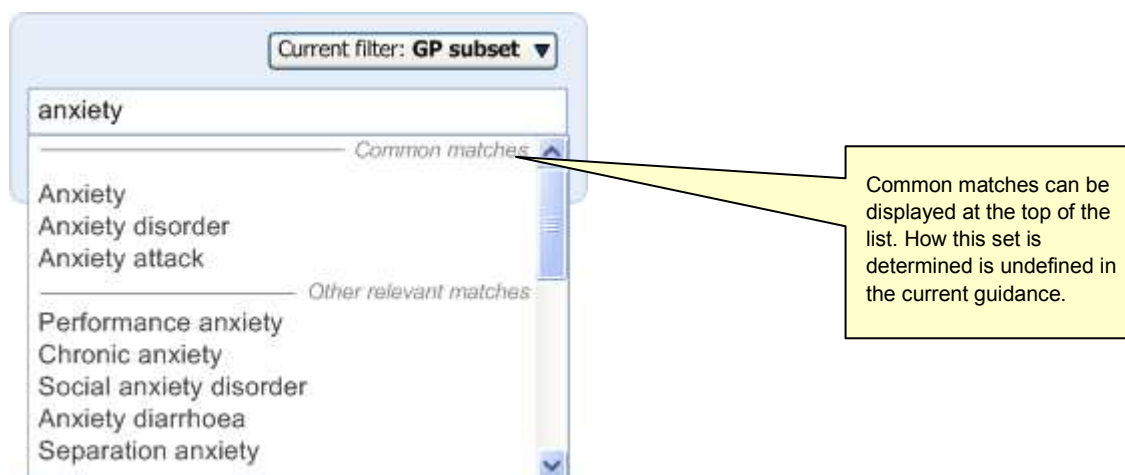 Current filter: GP subset ▼
anxiety
Common matches
Anxiety
Anxiety disorder
Anxiety attack
Other relevant matches
Performance anxiety
Chronic anxiety
Social anxiety disorder
Anxiety diarrhoea
Separation anxiety
Common matches can be
displayed at the top of the
list. How this set is
determined is undefined in
the current guidance.